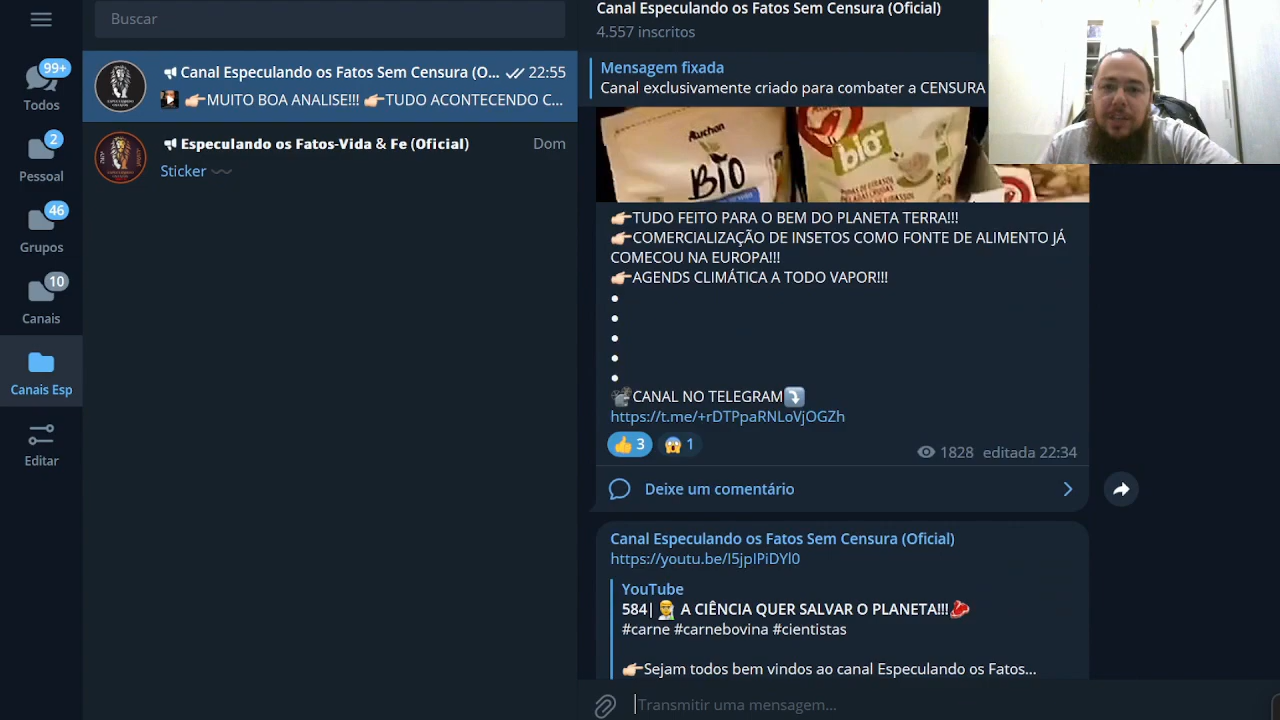 Buscar
99+
Todos
2
Pessoal
46
Grupos
10
Canais
Canais Esp
Editar
Canal Especulando os Fatos Sem Censura (O... 22:55
👉MUITO BOA ANALISE!!! 👉TUDO ACONTECENDO C...
Especulando os Fatos-Vida & Fe (Oficial) Dom
Sticker
Canal Especulando os Fatos Sem Censura (Oficial)
4.557 inscritos
Mensagem fixada
Canal exclusivamente criado para combater a CENSURA
Auchan
BIO
bio
👉TUDO FEITO PARA O BEM DO PLANETA TERRA!!!
👉COMERCIALIZAÇÃO DE INSETOS COMO FONTE DE ALIMENTO JÁ
COMECOU NA EUROPA!!!
👉AGENDS CLIMÁTICA A TODO VAPOR!!!
•
•
•
•
•
📽CANAL NO TELEGRAM⤵
https://t.me/+rDTPpaRNLoVjOGZh
👍 3 😱 1
1828 editada 22:34
Deixe um comentário
Canal Especulando os Fatos Sem Censura (Oficial)
https://youtu.be/I5jpIPiDYl0
YouTube
584| 👨‍🔬 A CIÊNCIA QUER SALVAR O PLANETA!!!🥩
#carne #carnebovina #cientistas
👉Sejam todos bem vindos ao canal Especulando os Fatos...
Transmitir uma mensagem...